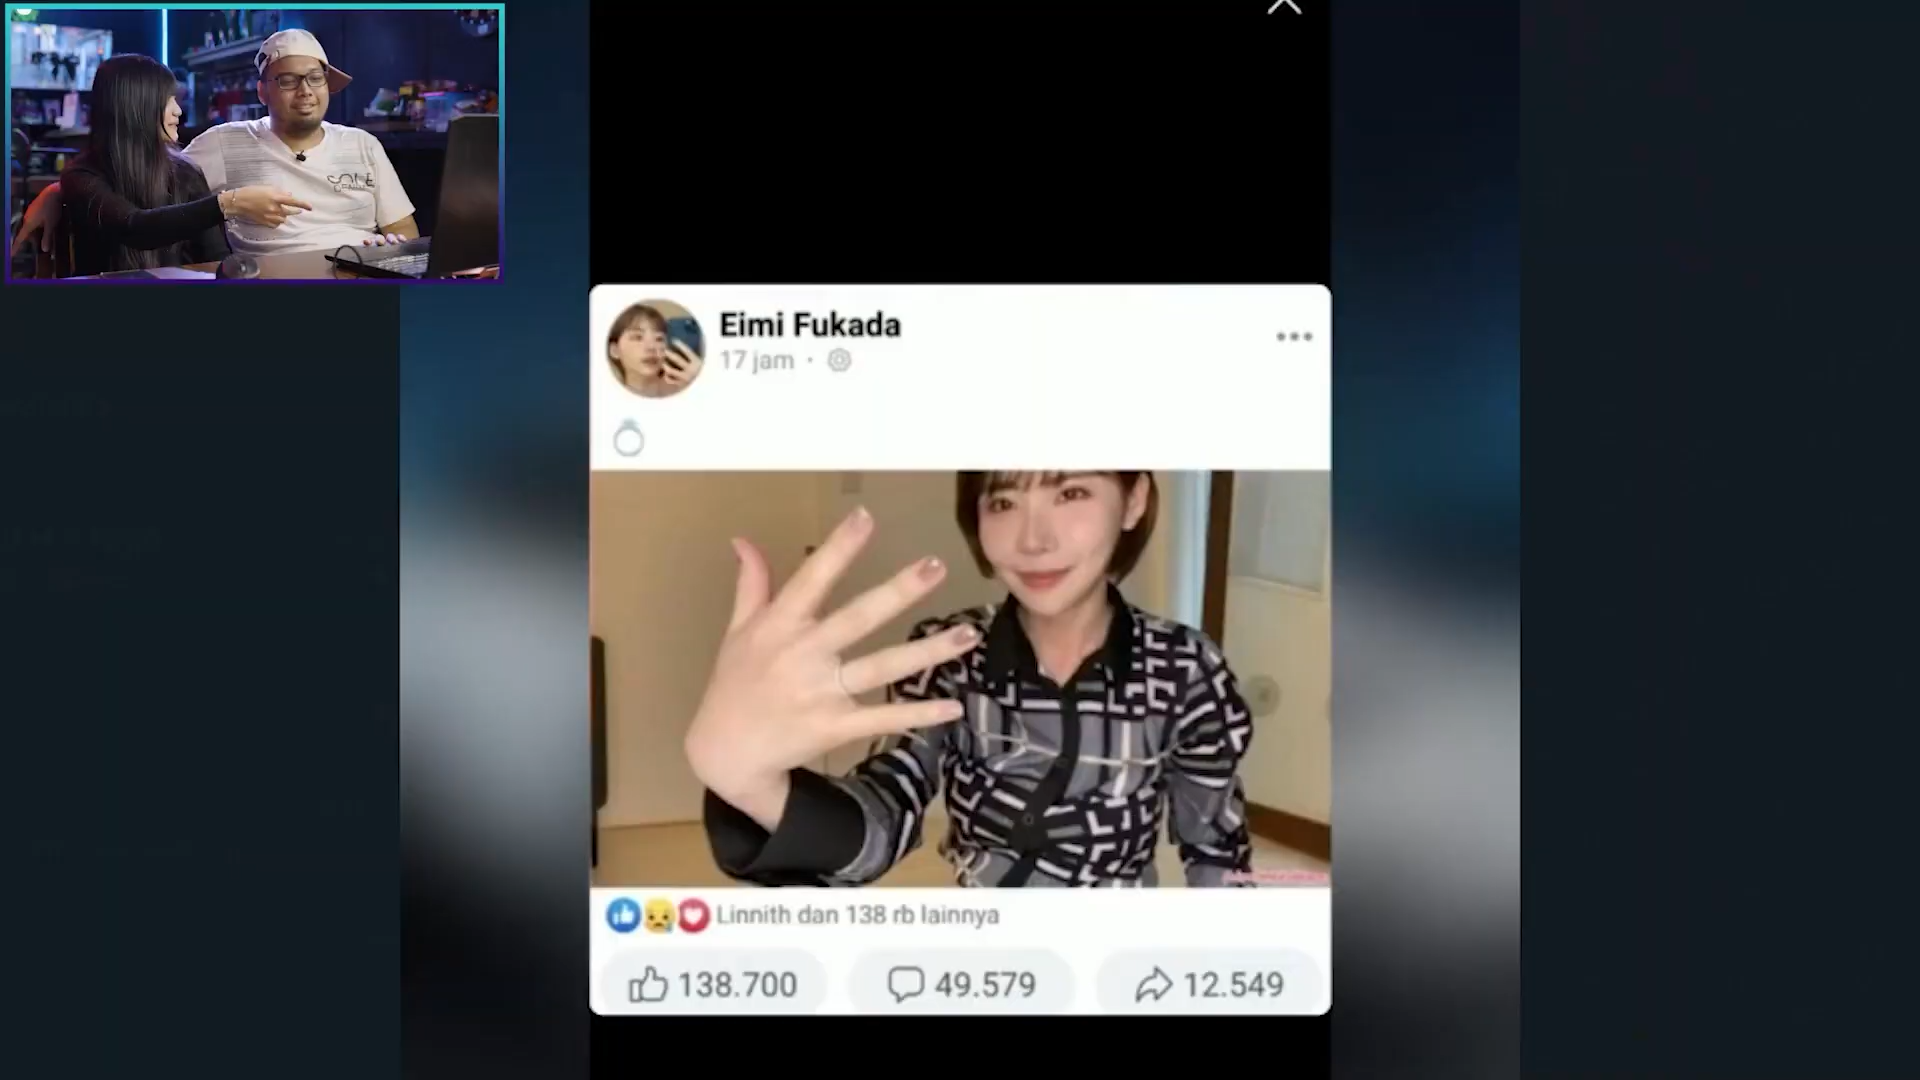 Eimi Fukada
17 jam ·
Linnith dan 138 rb lainnya
138.700
49.579
12.549